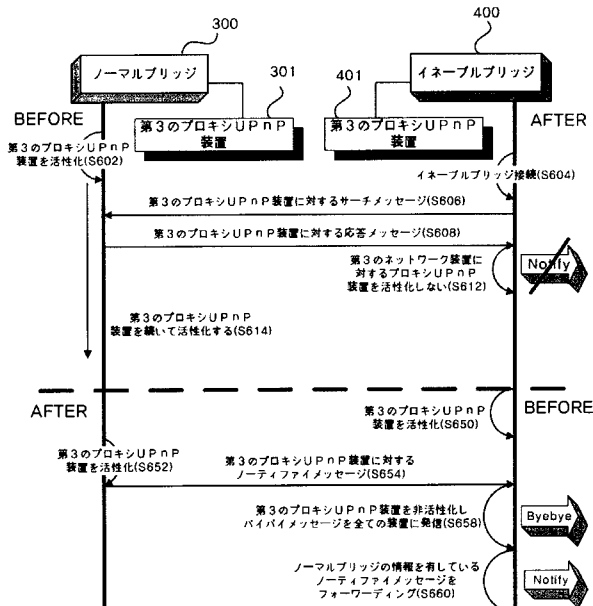 300
400
ノーマルブリッジ
301
401
イネーブルブリッジ
BEFORE
第3のプロキシUPnP
装置
第3のプロキシUPnP
装置
AFTER
第3のプロキシUPnP
装置を活性化(S602)
イネーブルブリッジ接続(S604)
第3のプロキシUPnP装置に対するサーチメッセージ(S606)
第3のプロキシUPnP装置に対する応答メッセージ(S608)
第3のネットワーク装置に
対するプロキシUPnP
装置を活性化しない(S612)
Notify
第3のプロキシUPnP
装置を続いて活性化する(S614)
AFTER
BEFORE
第3のプロキシUPnP
装置を活性化(S650)
第3のプロキシUPnP
装置を活性化(S652)
第3のプロキシUPnP装置に対する
ノーティファイメッセージ(S654)
第3のプロキシUPnP装置を非活性化し
バイバイメッセージを全ての装置に発信(S658)
Byebye
ノーマルブリッジの情報を有している
ノーティファイメッセージを
フォーワーディング(S660)
Notify